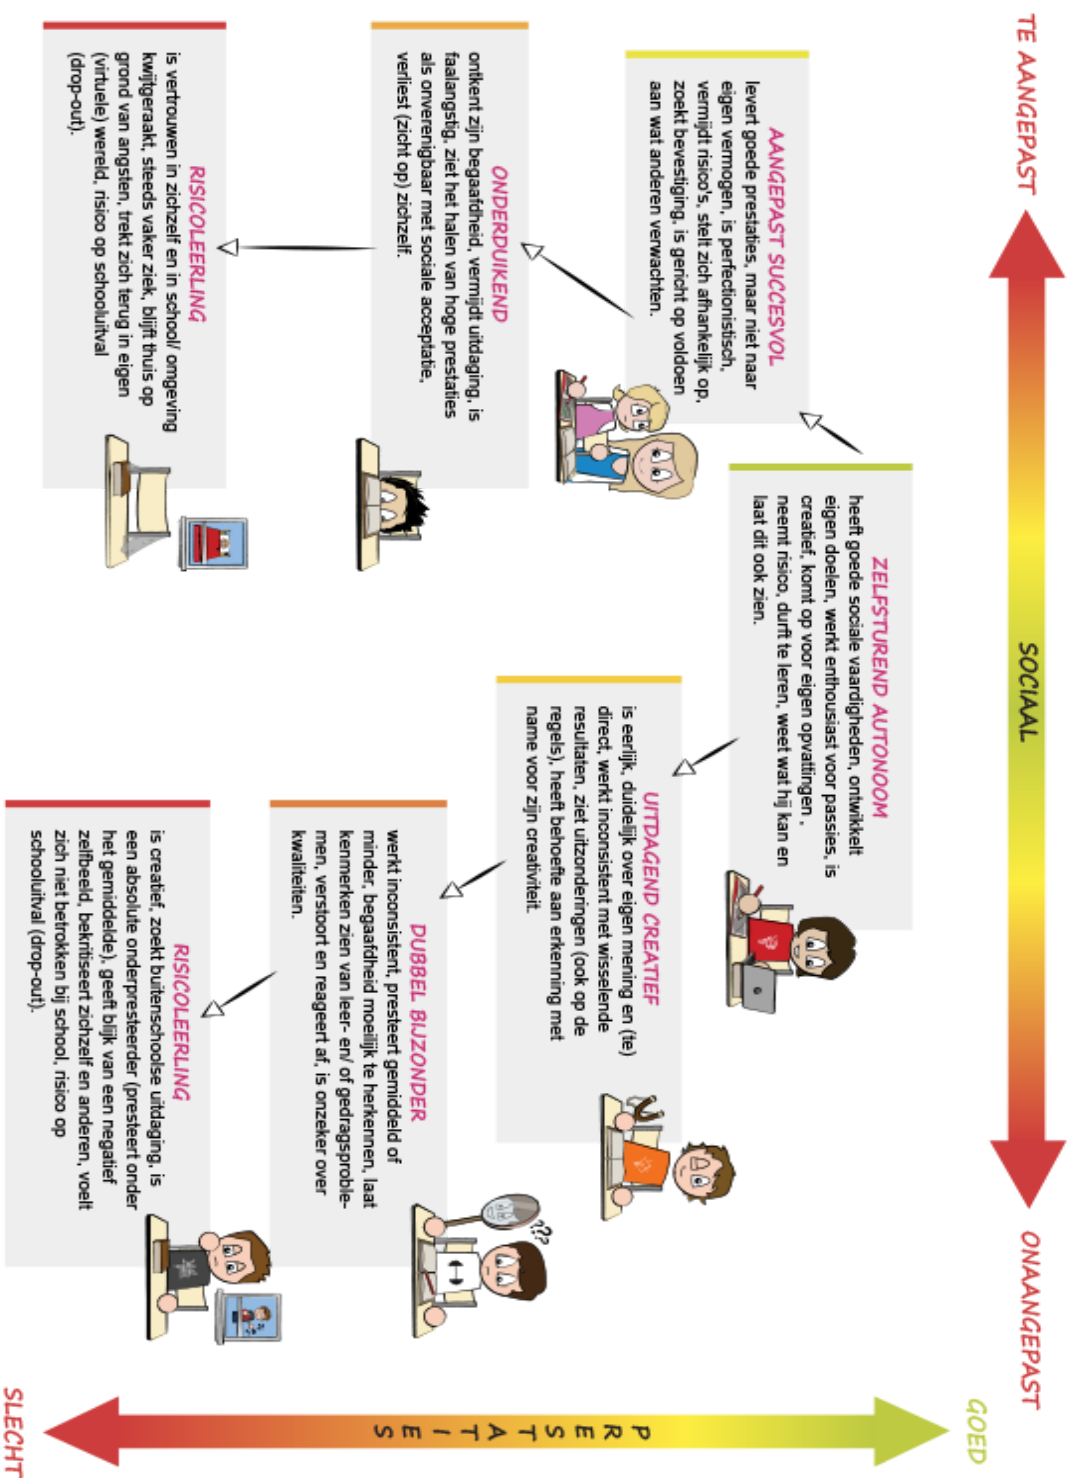 TE AANGEPAST
SOCIAAL
ONAANGEPAST
GOED
PRESTATIES
SLECHT
ZELFSTUREND AUTONOOM
heeft goede sociale vaardigheden, ontwikkelt
eigen doelen, werkt enthousiast voor passies, is
creatief, komt op voor eigen opvattingen ,
neemt risico, durft te leren, weet wat hij kan en
laat dit ook zien.
AANGEPAST SUCCESVOL
levert goede prestaties, maar niet naar
eigen vermogen, is perfectionistisch,
vermijdt risico's, stelt zich afhankelijk op,
zoekt bevestiging, is gericht op voldoen
aan wat anderen verwachten.
UITDAGEND CREATIEF
is eerlijk, duidelijk over eigen mening en (te)
direct, werkt inconsistent met wisselende
resultaten, ziet uitzonderingen (ook op de
regels), heeft behoefte aan erkenning met
name voor zijn creativiteit.
ONDERDUIKEND
ontkent zijn begaafdheid, vermijdt uitdaging, is
faalangstig, ziet het halen van hoge prestaties
als onverenigbaar met sociale acceptatie,
verliest (zicht op) zichzelf.
DUBBEL BIJZONDER
werkt inconsistent, presteert gemiddeld of
minder, begaafdheid moeilijk te herkennen, laat
kenmerken zien van leer- en/ of gedragsproble-
men, verstoort en reageert af, is onzeker over
kwaliteiten.
???
RISICOLEERLING
is vertrouwen in zichzelf en in school/ omgeving
kwijtgeraakt, steeds vaker ziek, blijft thuis op
grond van angsten, trekt zich terug in eigen
(virtuele) wereld, risico op schooluitval
(drop-out).
RISICOLEERLING
is creatief, zoekt buitenschoolse uitdaging, is
een absolute onderpresteerder (presteert onder
het gemiddelde), geeft blijk van een negatief
zelfbeeld, bekritiseert zichzelf en anderen, voelt
zich niet betrokken bij school, risico op
schooluitval (drop-out).